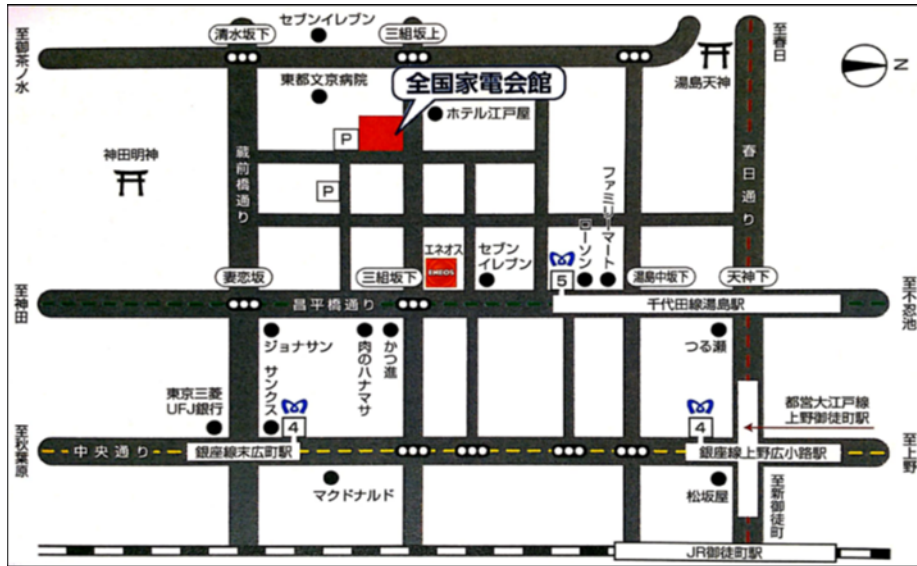 至御茶ノ水
清水坂下
セブンイレブン
三組坂上
至春日
湯島天神
N
東都文京病院
全国家電会館
ホテル江戸屋
P
神田明神
蔵前橋通り
P
春日通り
ファミリーマート
ローソン
エネオス
ENEOS
セブン
イレブン
5
妻恋坂
三組坂下
湯島中坂下
天神下
至神田
昌平橋通り
千代田線湯島駅
至不忍池
ジョナサン
肉のハナマサ
かつ進
つる瀬
サンクス
東京三菱
UFJ銀行
4
4
都営大江戸線
上野御徒町駅
至秋葉原
中央通り
銀座線末広町駅
銀座線上野広小路駅
至上野
マクドナルド
松坂屋
至新御徒町
JR御徒町駅